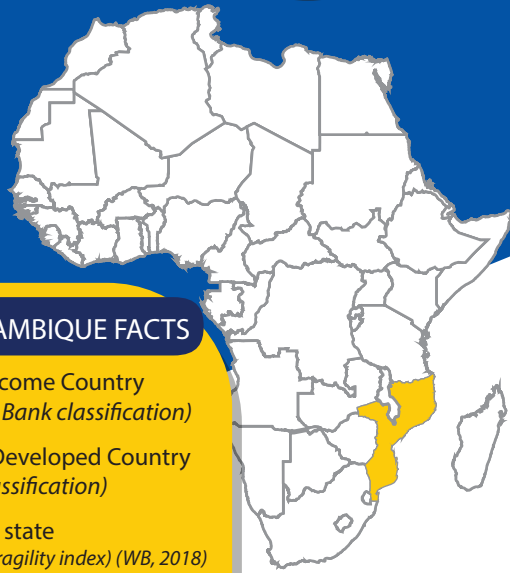 AMBIQUE FACTS
come Country
Bank classification)
Developed Country
ssification)
state
ragility index) (WB, 2018)